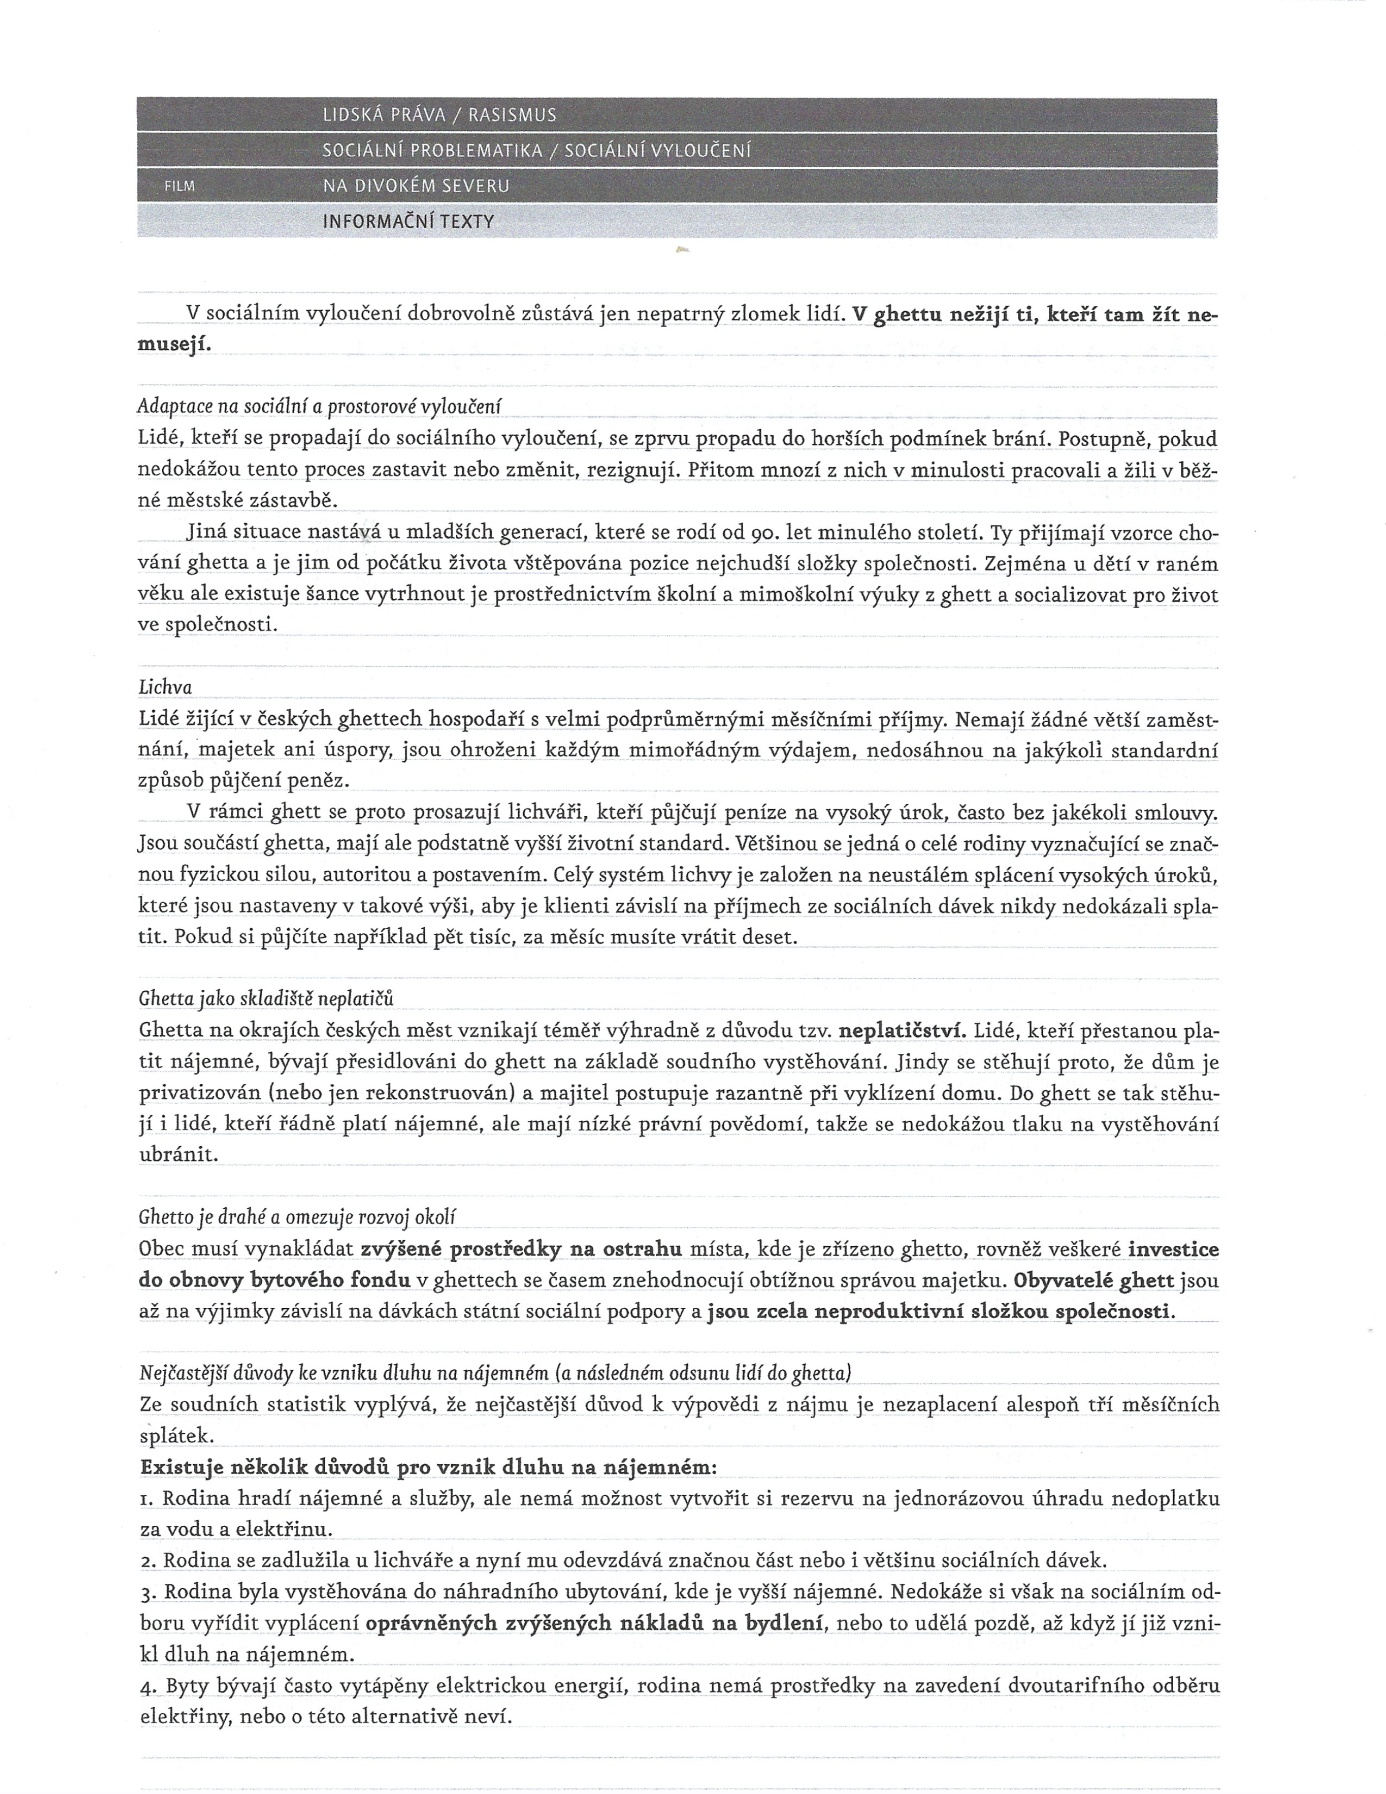 LIDSKÁ PRÁVA / RASISMUS
SOCIÁLNÍ PROBLEMATIKA / SOCIÁLNÍ VYLOUČENÍ
FILM NA DIVOKÉM SEVERU
INFORMAČNÍ TEXTY
V sociálním vyloučení dobrovolně zůstává jen nepatrný zlomek lidí. V ghettu nežijí ti, kteří tam žít ne-
musejí.
Adaptace na sociální a prostorové vyloučení
Lidé, kteří se propadají do sociálního vyloučení, se zprvu propadu do horších podmínek brání. Postupně, pokud
nedokážou tento proces zastavit nebo změnit, rezignují. Přitom mnozí z nich v minulosti pracovali a žili v běž-
né městské zástavbě.
Jiná situace nastává u mladších generací, které se rodí od 90. let minulého století. Ty přijímají vzorce cho-
vání ghetta a je jim od počátku života vštěpována pozice nejchudší složky společnosti. Zejména u dětí v raném
věku ale existuje šance vytrhnout je prostřednictvím školní a mimoškolní výuky z ghett a socializovat pro život
ve společnosti.
Lichva
Lidé žijící v českých ghettech hospodaří s velmi podprůměrnými měsíčními příjmy. Nemají žádné větší zaměst-
nání, majetek ani úspory, jsou ohroženi každým mimořádným výdajem, nedosáhnou na jakýkoli standardní
způsob půjčení peněz.
V rámci ghett se proto prosazují lichváři, kteří půjčují peníze na vysoký úrok, často bez jakékoli smlouvy.
Jsou součástí ghetta, mají ale podstatně vyšší životní standard. Většinou se jedná o celé rodiny vyznačující se znač-
nou fyzickou silou, autoritou a postavením. Celý systém lichvy je založen na neustálém splácení vysokých úroků,
které jsou nastaveny v takové výši, aby je klienti závislí na příjmech ze sociálních dávek nikdy nedokázali spla-
tit. Pokud si půjčíte například pět tisíc, za měsíc musíte vrátit deset.
Ghetta jako skladiště neplatičů
Ghetta na okrajích českých měst vznikají téměř výhradně z důvodu tzv. neplatičství. Lidé, kteří přestanou pla-
tit nájemné, bývají přesidlováni do ghett na základě soudního vystěhování. Jindy se stěhují proto, že dům je
privatizován (nebo jen rekonstruován) a majitel postupuje razantně při vyklízení domu. Do ghett se tak stěhu-
jí i lidé, kteří řádně platí nájemné, ale mají nízké právní povědomí, takže se nedokážou tlaku na vystěhování
ubránit.
Ghetto je drahé a omezuje rozvoj okolí
Obec musí vynakládat zvýšené prostředky na ostrahu místa, kde je zřízeno ghetto, rovněž veškeré investice
do obnovy bytového fondu v ghettech se časem znehodnocují obtížnou správou majetku. Obyvatelé ghett jsou
až na výjimky závislí na dávkách státní sociální podpory a jsou zcela neproduktivní složkou společnosti.
Nejčastější důvody ke vzniku dluhu na nájemném (a následném odsunu lidí do ghetta)
Ze soudních statistik vyplývá, že nejčastější důvod k výpovědi z nájmu je nezaplacení alespoň tří měsíčních
splátek.
Existuje několik důvodů pro vznik dluhu na nájemném:
1. Rodina hradí nájemné a služby, ale nemá možnost vytvořit si rezervu na jednorázovou úhradu nedoplatku
za vodu a elektřinu.
2. Rodina se zadlužila u lichváře a nyní mu odevzdává značnou část nebo i většinu sociálních dávek.
3. Rodina byla vystěhována do náhradního ubytování, kde je vyšší nájemné. Nedokáže si však na sociálním od-
boru vyřídit vyplácení oprávněných zvýšených nákladů na bydlení, nebo to udělá pozdě, až když jí již vzni-
kl dluh na nájemném.
4. Byty bývají často vytápěny elektrickou energií, rodina nemá prostředky na zavedení dvoutarifního odběru
elektřiny, nebo o této alternativě neví.